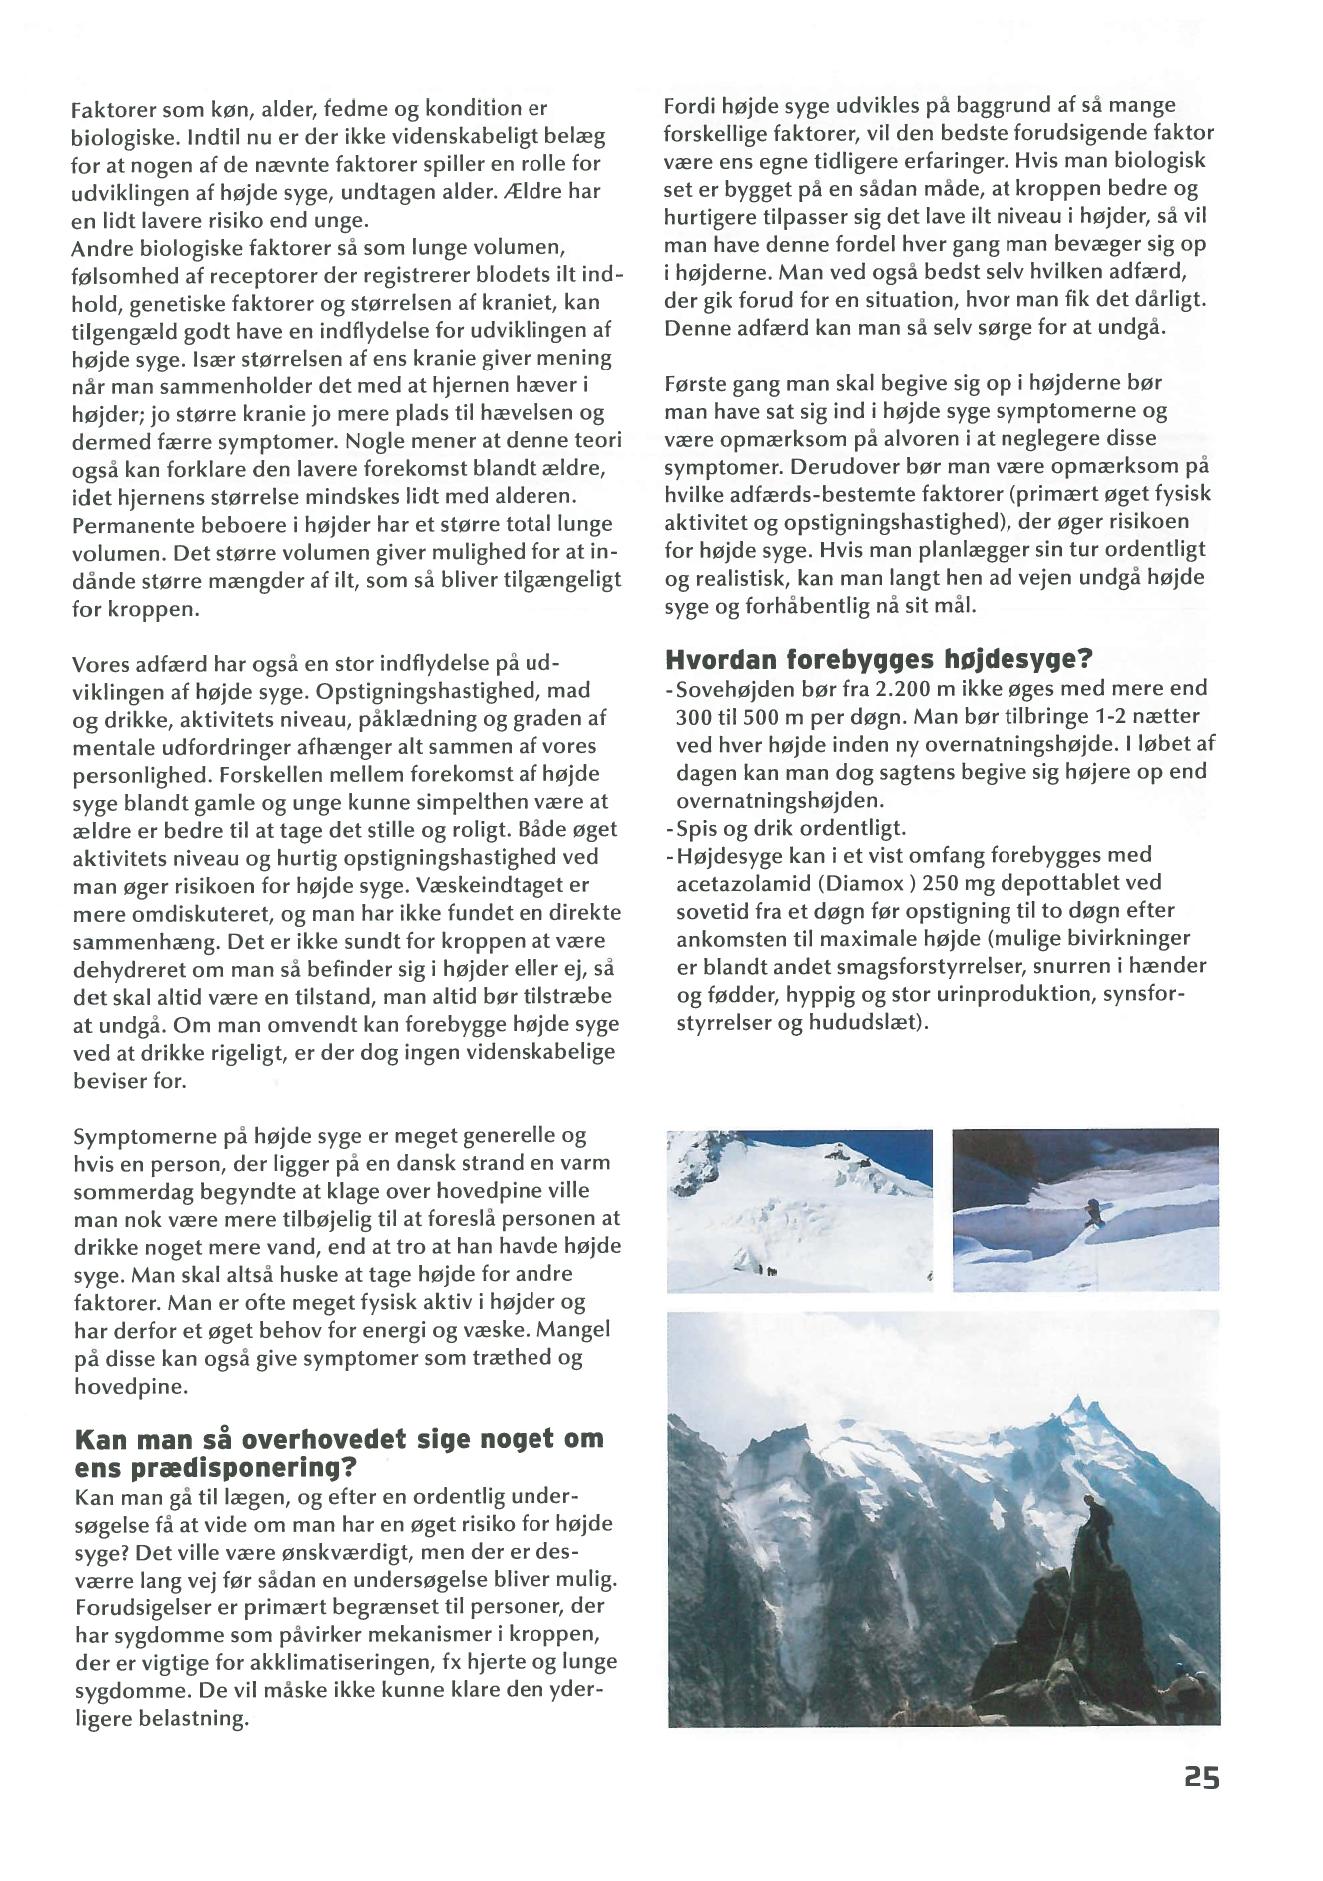 Faktorer som køn, alder, fedme og kondition er
biologiske. Indtil nu er der ikke videnskabeligt belæg
for at nogen af de nævnte faktorer spiller en rolle for
udviklingen af højde syge, undtagen alder. Ældre har
en lidt lavere risiko end unge.
Andre biologiske faktorer så som lunge volumen,
følsomhed af receptorer der registrerer blodets ilt ind-
hold, genetiske faktorer og størrelsen af kraniet, kan
tilgengæld godt have en indflydelse for udviklingen af
højde syge. Især størrelsen af ens kranie giver mening
når man sammenholder det med at hjernen hæver i
højder; jo større kranie jo mere plads til hævelsen og
dermed færre symptomer. Nogle mener at denne teori
også kan forklare den lavere forekomst blandt ældre,
idet hjernens størrelse mindskes lidt med alderen.
Permanente beboere i højder har et større total lunge
volumen. Det større volumen giver mulighed for at in-
dånde større mængder af ilt, som så bliver tilgængeligt
for kroppen.
Vores adfærd har også en stor indflydelse på ud-
viklingen af højde syge. Opstigningshastighed, mad
og drikke, aktivitets niveau, påklædning og graden af
mentale udfordringer afhænger alt sammen af vores
personlighed. Forskellen mellem forekomst af højde
syge blandt gamle og unge kunne simpelthen være at
ældre er bedre til at tage det stille og roligt. Både øget
aktivitets niveau og hurtig opstigningshastighed ved
man øger risikoen for højde syge. Væskeindtaget er
mere omdiskuteret, og man har ikke fundet en direkte
sammenhæng. Det er ikke sundt for kroppen at være
dehydreret om man så befinder sig i højder eller ej, så
det skal altid være en tilstand, man altid bør tilstræbe
at undgå. Om man omvendt kan forebygge højde syge
ved at drikke rigeligt, er der dog ingen videnskabelige
beviser for.
Symptomerne på højde syge er meget generelle og
hvis en person, der ligger på en dansk strand en varm
sommerdag begyndte at klage over hovedpine ville
man nok være mere tilbøjelig til at foreslå personen at
drikke noget mere vand, end at tro at han havde højde
syge. Man skal altså huske at tage højde for andre
faktorer. Man er ofte meget fysisk aktiv i højder og
har derfor et øget behov for energi og væske. Mangel
på disse kan også give symptomer som træthed og
hovedpine.
Kan man så overhovedet sige noget om
ens prædisponering?
Kan man gå til lægen, og efter en ordentlig under-
søgelse få at vide om man har en øget risiko for højde
syge? Det ville være ønskværdigt, men der er des-
værre lang vej før sådan en undersøgelse bliver mulig.
Forudsigelser er primært begrænset til personer, der
har sygdomme som påvirker mekanismer i kroppen,
der er vigtige for akklimatiseringen, fx hjerte og lunge
sygdomme. De vil måske ikke kunne klare den yder-
ligere belastning.
Fordi højde syge udvikles på baggrund af så mange
forskellige faktorer, vil den bedste forudsigende faktor
være ens egne tidligere erfaringer. Hvis man biologisk
set er bygget på en sådan måde, at kroppen bedre og
hurtigere tilpasser sig det lave ilt niveau i højder, så vil
man have denne fordel hver gang man bevæger sig op
i højderne. Man ved også bedst selv hvilken adfærd,
der gik forud for en situation, hvor man fik det dårligt.
Denne adfærd kan man så selv sørge for at undgå.
Første gang man skal begive sig op i højderne bør
man have sat sig ind i højde syge symptomerne og
være opmærksom på alvoren i at neglegere disse
symptomer. Derudover bør man være opmærksom på
hvilke adfærds-bestemte faktorer (primært øget fysisk
aktivitet og opstigningshastighed), der øger risikoen
for højde syge. Hvis man planlægger sin tur ordentligt
og realistisk, kan man langt hen ad vejen undgå højde
syge og forhåbentlig nå sit mål.
Hvordan forebygges højdesyge?
-Sovehøjden bør fra 2.200 m ikke øges med mere end
300 til 500 m per døgn. Man bør tilbringe 1-2 nætter
ved hver højde inden ny overnatningshøjde. I løbet af
dagen kan man dog sagtens begive sig højere op end
overnatningshøjden.
-Spis og drik ordentligt.
-Højdesyge kan i et vist omfang forebygges med
acetazolamid (Diamox ) 250 mg depottablet ved
sovetid fra et døgn før opstigning til to døgn efter
ankomsten til maximale højde (mulige bivirkninger
er blandt andet smagsforstyrrelser, snurren i hænder
og fødder, hyppig og stor urinproduktion, synsfor-
styrrelser og hududslæt).
25